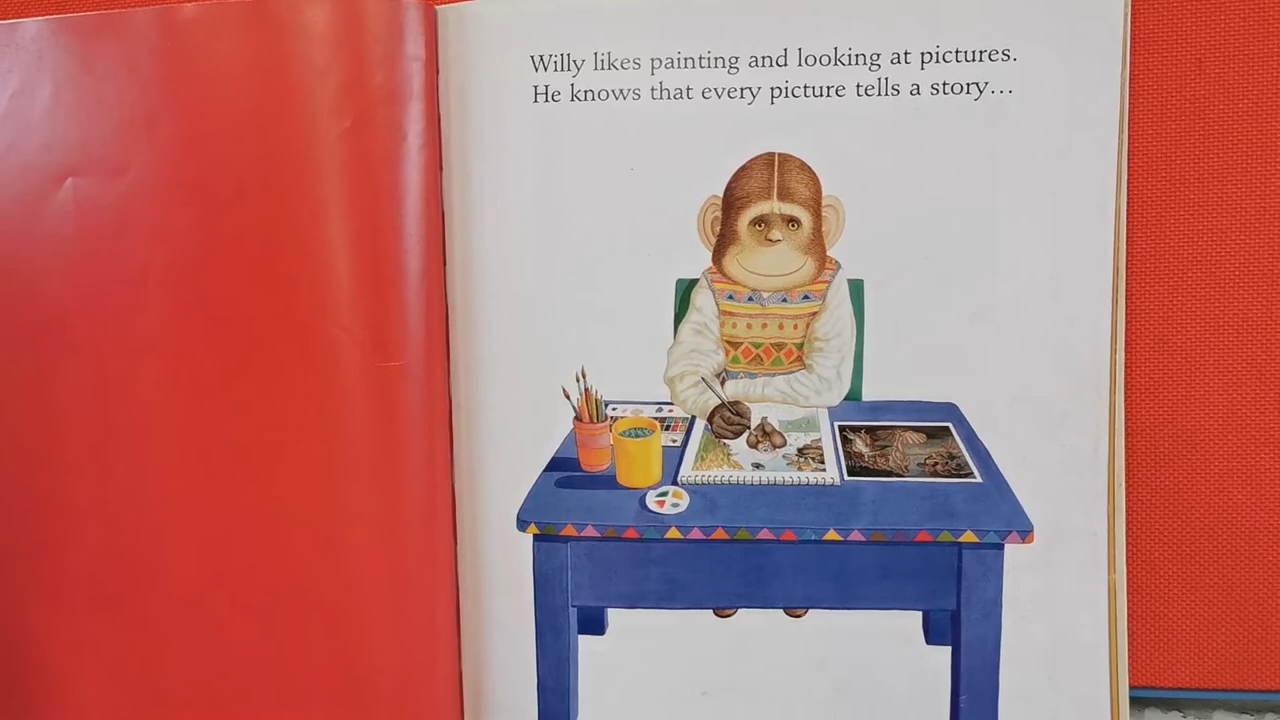 Willy likes painting and looking at pictures.
He knows that every picture tells a story…